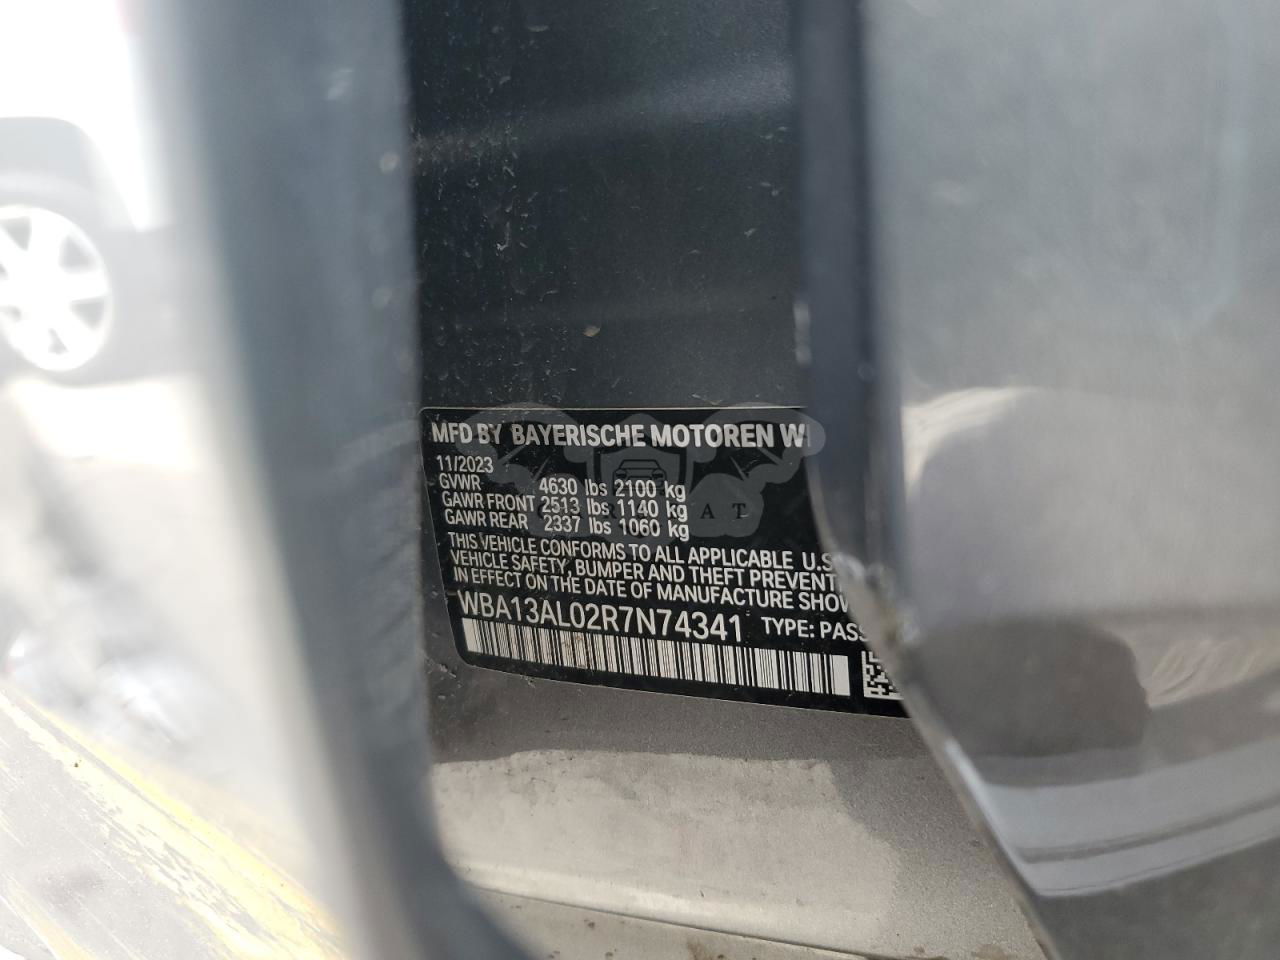 MFD BY BAYERISCHE MOTOREN
11/2023
GVWR 4630 lbs 2100 kg
GAWR FRONT 2513 lbs 1140 kg
GAWR REAR 2337 lbs 1060 kg
THIS VEHICLE CONFORMS TO ALL APPLICABLE U.S
VEHICLE SAFETY, BUMPER AND THEFT PREVENT
IN EFFECT ON THE DATE OF MANUFACTURE SHOW
WBA13AL02R7N74341 TYPE: PASS